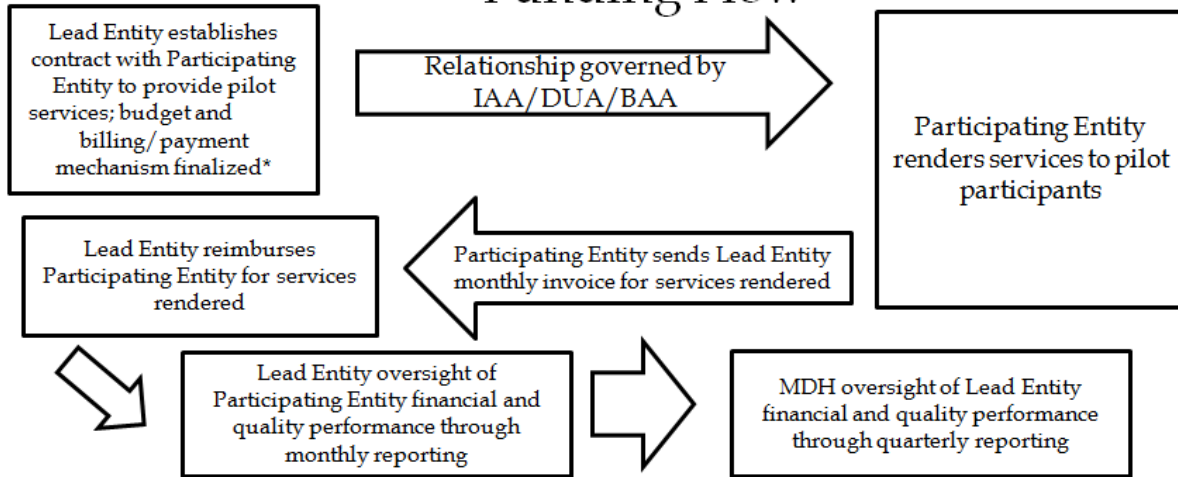 Funding Flow
Lead Entity establishes
contract with Participating
Entity to provide pilot
services; budget and
billing/payment
mechanism finalized*
Relationship governed by
IAA/DUA/BAA
Participating Entity
renders services to pilot
participants
Participating Entity sends Lead Entity
monthly invoice for services rendered
Lead Entity reimburses
Participating Entity for services
rendered
Lead Entity oversight of
Participating Entity financial and
quality performance through
monthly reporting
MDH oversight of Lead Entity
financial and quality performance
through quarterly reporting